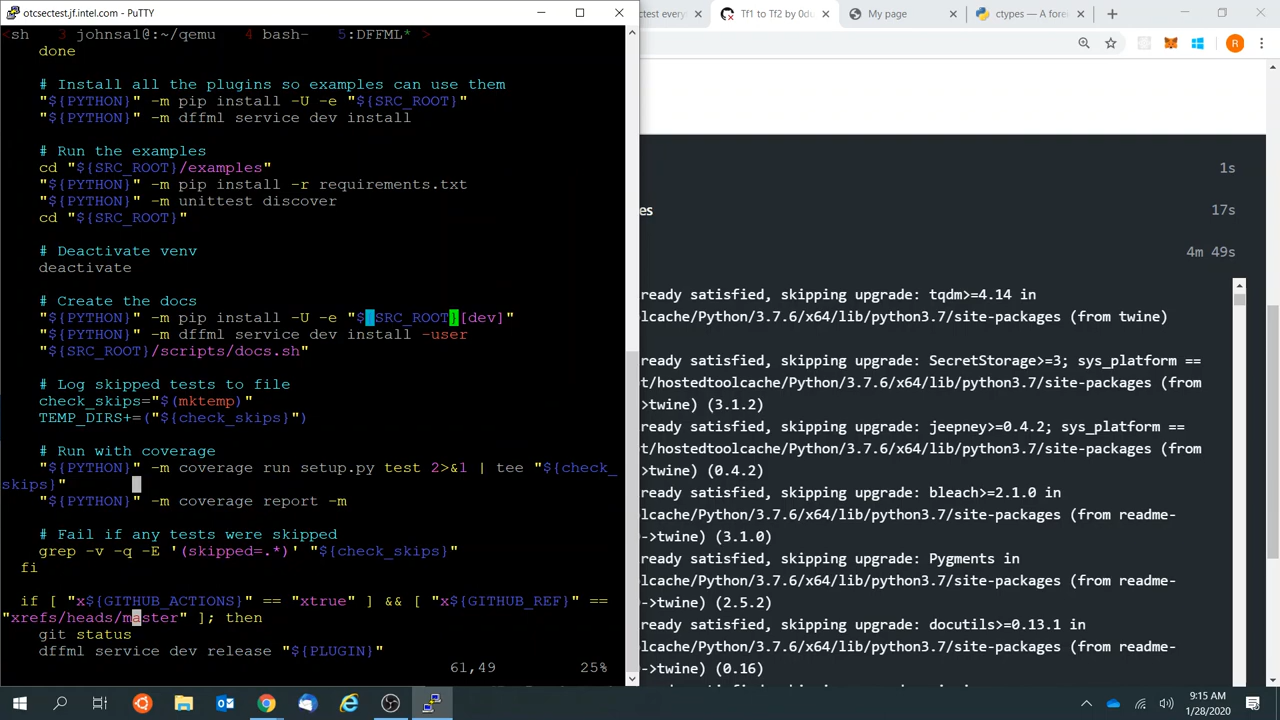 otcsectest.jf.intel.com - PuTTY
<sh   3 johnsa1@:~/qemu   4 bash-   5:DFFML* >
done
# Install all the plugins so examples can use them
"${PYTHON}" -m pip install -U -e "${SRC_ROOT}"
"${PYTHON}" -m dffml service dev install
# Run the examples
cd "${SRC_ROOT}/examples"
"${PYTHON}" -m pip install -r requirements.txt
"${PYTHON}" -m unittest discover
cd "${SRC_ROOT}"
# Deactivate venv
deactivate
# Create the docs
"${PYTHON}" -m pip install -U -e "${SRC_ROOT}[dev]"
"${PYTHON}" -m dffml service dev install -user
"${SRC_ROOT}/scripts/docs.sh"
# Log skipped tests to file
check_skips="$(mktemp)"
TEMP_DIRS+=("${check_skips}")
# Run with coverage
"${PYTHON}" -m coverage run setup.py test 2>&1 | tee "${check_
skips}"
"${PYTHON}" -m coverage report -m
# Fail if any tests were skipped
grep -v -q -E '(skipped=.*)' "${check_skips}"
fi
if [ "x${GITHUB_ACTIONS}" == "xtrue" ] && [ "x${GITHUB_REF}" ==
"xrefs/heads/master" ]; then
git status
dffml service dev release "${PLUGIN}"
61,49   25%
ctest every
Tf1 to Tf2 by 0du
My page
ctypes — A forei
R
1s
es
17s
4m 49s
ready satisfied, skipping upgrade: tqdm>=4.14 in
lcache/Python/3.7.6/x64/lib/python3.7/site-packages (from twine)
ready satisfied, skipping upgrade: SecretStorage>=3; sys_platform ==
t/hostedtoolcache/Python/3.7.6/x64/lib/python3.7/site-packages (from
>twine) (3.1.2)
ready satisfied, skipping upgrade: jeepney>=0.4.2; sys_platform ==
t/hostedtoolcache/Python/3.7.6/x64/lib/python3.7/site-packages (from
>twine) (0.4.2)
ready satisfied, skipping upgrade: bleach>=2.1.0 in
lcache/Python/3.7.6/x64/lib/python3.7/site-packages (from readme-
>twine) (3.1.0)
ready satisfied, skipping upgrade: Pygments in
lcache/Python/3.7.6/x64/lib/python3.7/site-packages (from readme-
>twine) (2.5.2)
ready satisfied, skipping upgrade: docutils>=0.13.1 in
lcache/Python/3.7.6/x64/lib/python3.7/site-packages (from readme-
>twine) (0.16)
9:15 AM
1/28/2020